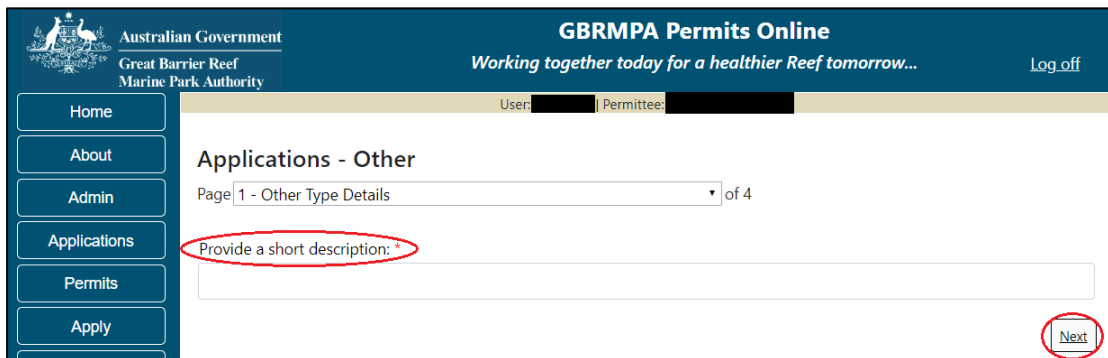 Australian Government
Great Barrier Reef
Marine Park Authority
GBRMPA Permits Online
Working together today for a healthier Reef tomorrow...
Log off
User: | Permittee:
Home
About
Admin
Applications
Permits
Apply
Applications - Other
Page 1 - Other Type Details of 4
Provide a short description: *
Next